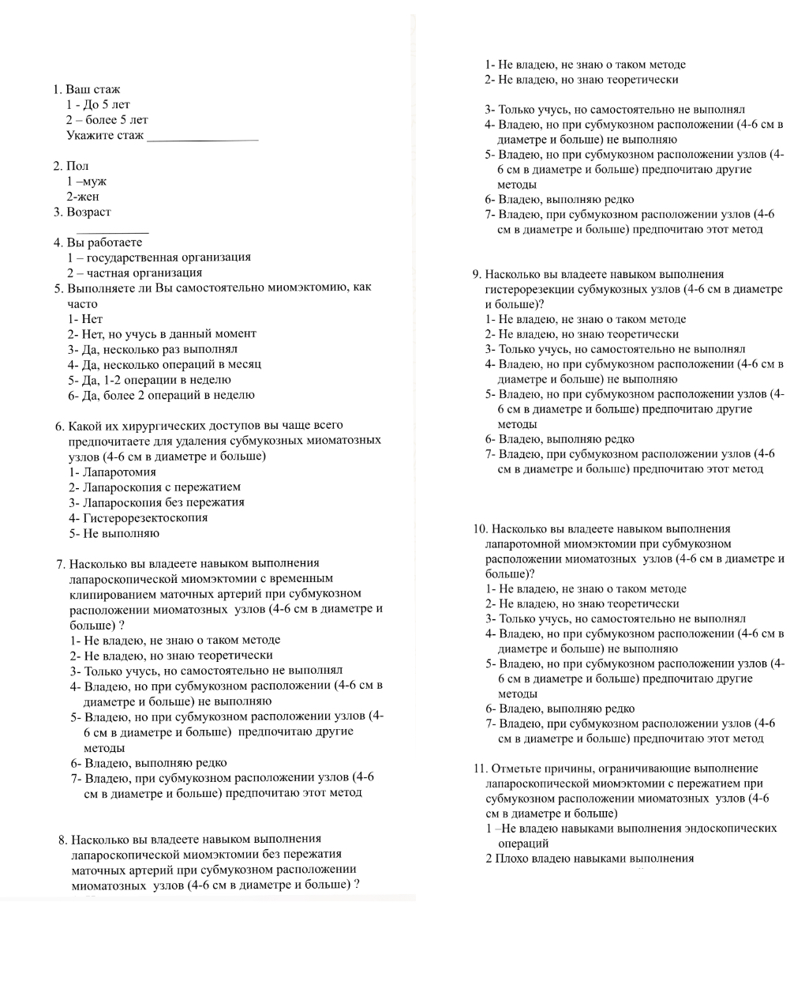 1. Ваш стаж
1 - До 5 лет
2 – более 5 лет
Укажите стаж __________________
2. Пол
1 –муж
2-жен
3. Возраст
____________
4. Вы работаете
1 – государственная организация
2 – частная организация
5. Выполняете ли Вы самостоятельно миомэктомию, как
часто
1- Нет
2- Нет, но учусь в данный момент
3- Да, несколько раз выполнял
4- Да, несколько операций в месяц
5- Да, 1-2 операции в неделю
6- Да, более 2 операций в неделю
6. Какой их хирургических доступов вы чаще всего
предпочитаете для удаления субмукозных миоматозных
узлов (4-6 см в диаметре и больше)
1- Лапаротомия
2- Лапароскопия с пережатием
3- Лапароскопия без пережатия
4- Гистерорезектоскопия
5- Не выполняю
7. Насколько вы владеете навыком выполнения
лапароскопической миомэктомии с временным
клипированием маточных артерий при субмукозном
расположении миоматозных узлов (4-6 см в диаметре и
больше) ?
1- Не владею, не знаю о таком методе
2- Не владею, но знаю теоретически
3- Только учусь, но самостоятельно не выполнял
4- Владею, но при субмукозном расположении (4-6 см в
диаметре и больше) не выполняю
5- Владею, но при субмукозном расположении узлов (4-
6 см в диаметре и больше) предпочитаю другие
методы
6- Владею, выполняю редко
7- Владею, при субмукозном расположении узлов (4-6
см в диаметре и больше) предпочитаю этот метод
8. Насколько вы владеете навыком выполнения
лапароскопической миомэктомии без пережатия
маточных артерий при субмукозном расположении
миоматозных узлов (4-6 см в диаметре и больше) ?
1- Не владею, не знаю о таком методе
2- Не владею, но знаю теоретически
3- Только учусь, но самостоятельно не выполнял
4- Владею, но при субмукозном расположении (4-6 см в
диаметре и больше) не выполняю
5- Владею, но при субмукозном расположении узлов (4-
6 см в диаметре и больше) предпочитаю другие
методы
6- Владею, выполняю редко
7- Владею, при субмукозном расположении узлов (4-6
см в диаметре и больше) предпочитаю этот метод
9. Насколько вы владеете навыком выполнения
гистерорезекции субмукозных узлов (4-6 см в диаметре
и больше)?
1- Не владею, не знаю о таком методе
2- Не владею, но знаю теоретически
3- Только учусь, но самостоятельно не выполнял
4- Владею, но при субмукозном расположении (4-6 см в
диаметре и больше) не выполняю
5- Владею, но при субмукозном расположении узлов (4-
6 см в диаметре и больше) предпочитаю другие
методы
6- Владею, выполняю редко
7- Владею, при субмукозном расположении узлов (4-6
см в диаметре и больше) предпочитаю этот метод
10. Насколько вы владеете навыком выполнения
лапаротомной миомэктомии при субмукозном
расположении миоматозных узлов (4-6 см в диаметре и
больше)?
1- Не владею, не знаю о таком методе
2- Не владею, но знаю теоретически
3- Только учусь, но самостоятельно не выполнял
4- Владею, но при субмукозном расположении (4-6 см в
диаметре и больше) не выполняю
5- Владею, но при субмукозном расположении узлов (4-
6 см в диаметре и больше) предпочитаю другие
методы
6- Владею, выполняю редко
7- Владею, при субмукозном расположении узлов (4-6
см в диаметре и больше) предпочитаю этот метод
11. Отметьте причины, ограничивающие выполнение
лапароскопической миомэктомии с пережатием при
субмукозном расположении миоматозных узлов (4-6
см в диаметре и больше)
1 –Не владею навыками выполнения эндоскопических
операций
2 Плохо владею навыками выполнения